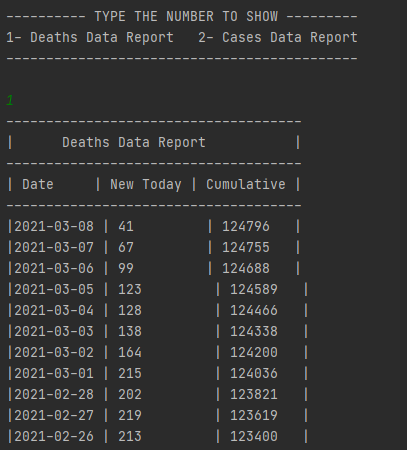 ---------- TYPE THE NUMBER TO SHOW ---------
1- Deaths Data Report   2- Cases Data Report
--------------------------------------------
1
-------------------------------------
|      Deaths Data Report           |
-------------------------------------
| Date     | New Today | Cumulative |
-------------------------------------
|2021-03-08 | 41         | 124796   |
|2021-03-07 | 67         | 124755   |
|2021-03-06 | 99         | 124688   |
|2021-03-05 | 123         | 124589   |
|2021-03-04 | 128         | 124466   |
|2021-03-03 | 138         | 124338   |
|2021-03-02 | 164         | 124200   |
|2021-03-01 | 215         | 124036   |
|2021-02-28 | 202         | 123821   |
|2021-02-27 | 219         | 123619   |
|2021-02-26 | 213         | 123400   |